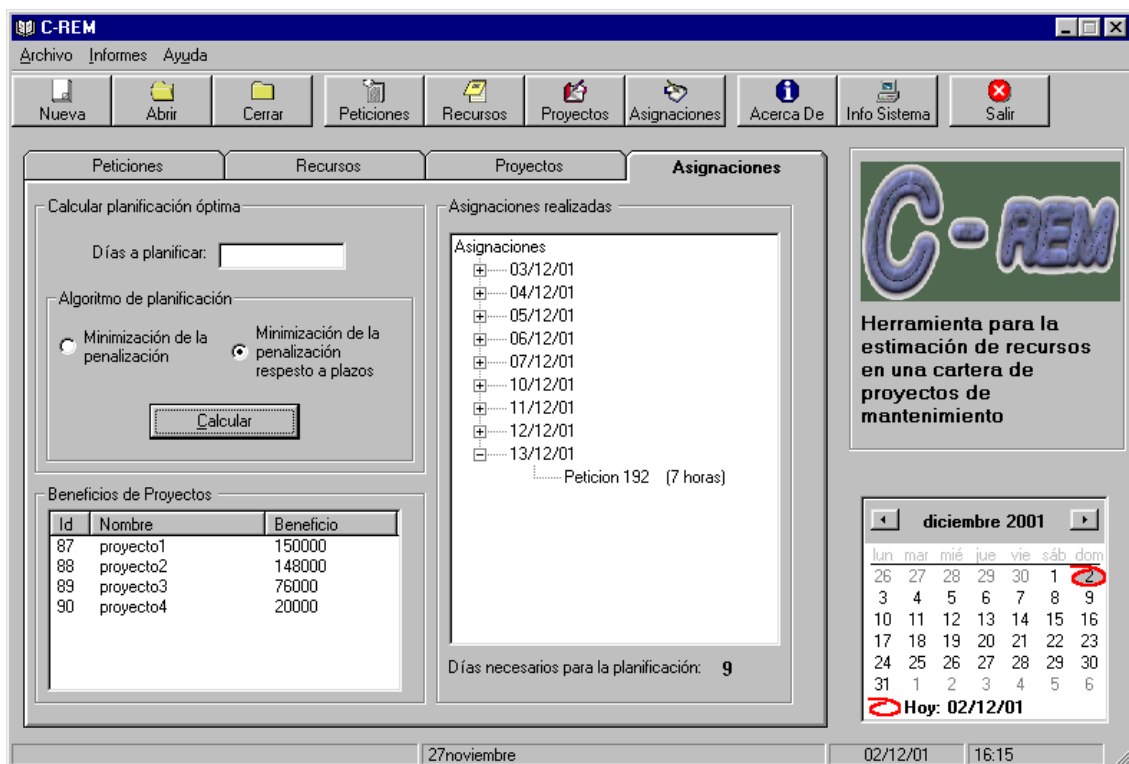 C-REM
Archivo Informes Ayuda
Nueva Abrir Cerrar Peticiones Recursos Proyectos Asignaciones Acerca De Info Sistema Salir
Peticiones Recursos Proyectos Asignaciones
Calcular planificación óptima
Días a planificar:
Algoritmo de planificación
Minimización de la penalización
Minimización de la penalización respesto a plazos
Calcular
Beneficios de Proyectos
Id Nombre Beneficio
87 proyecto1 150000
88 proyecto2 148000
89 proyecto3 76000
90 proyecto4 20000
Asignaciones realizadas
Asignaciones
03/12/01
04/12/01
05/12/01
06/12/01
07/12/01
10/12/01
11/12/01
12/12/01
13/12/01
Peticion 192 (7 horas)
Días necesarios para la planificación: 9
C-REM
Herramienta para la
estimación de recursos
en una cartera de
proyectos de
mantenimiento
diciembre 2001
lun mar mié jue vie sáb dom
26 27 28 29 30 1 2
3 4 5 6 7 8 9
10 11 12 13 14 15 16
17 18 19 20 21 22 23
24 25 26 27 28 29 30
31 1 2 3 4 5 6
Hoy: 02/12/01
27noviembre 02/12/01 16:15